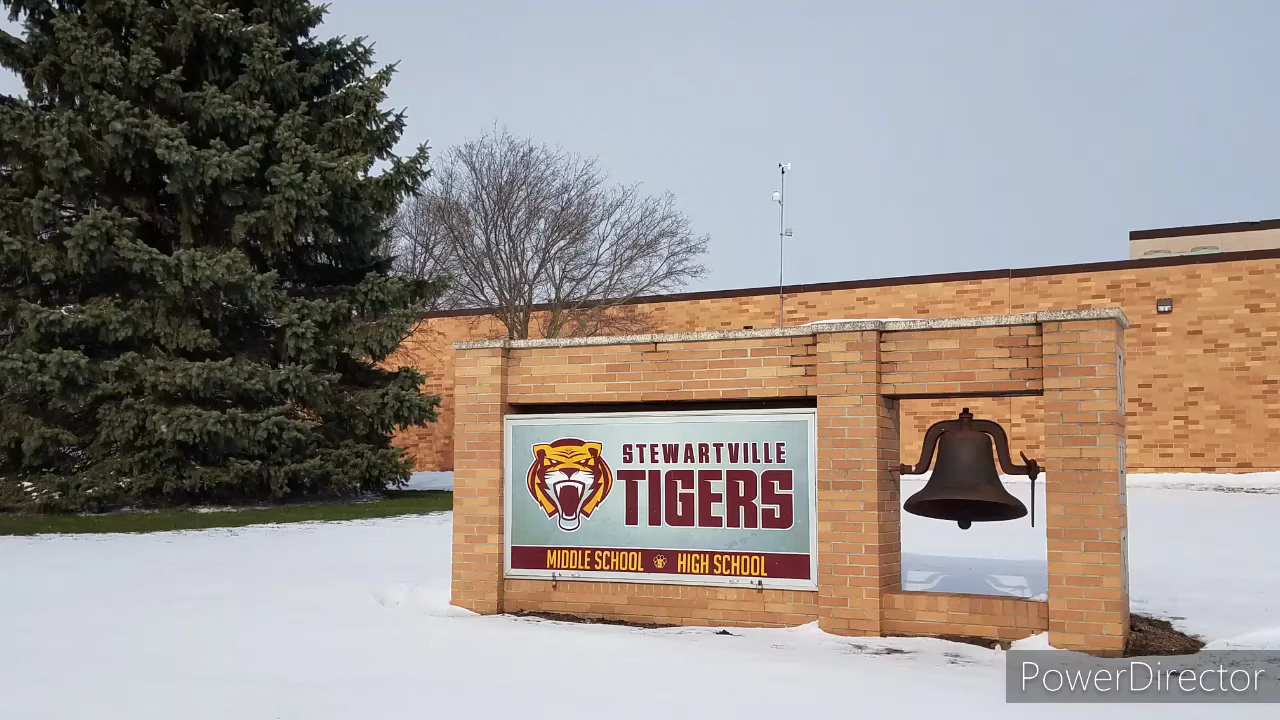 STEWARTVILLE
TIGERS
MIDDLE SCHOOL HIGH SCHOOL
PowerDirector